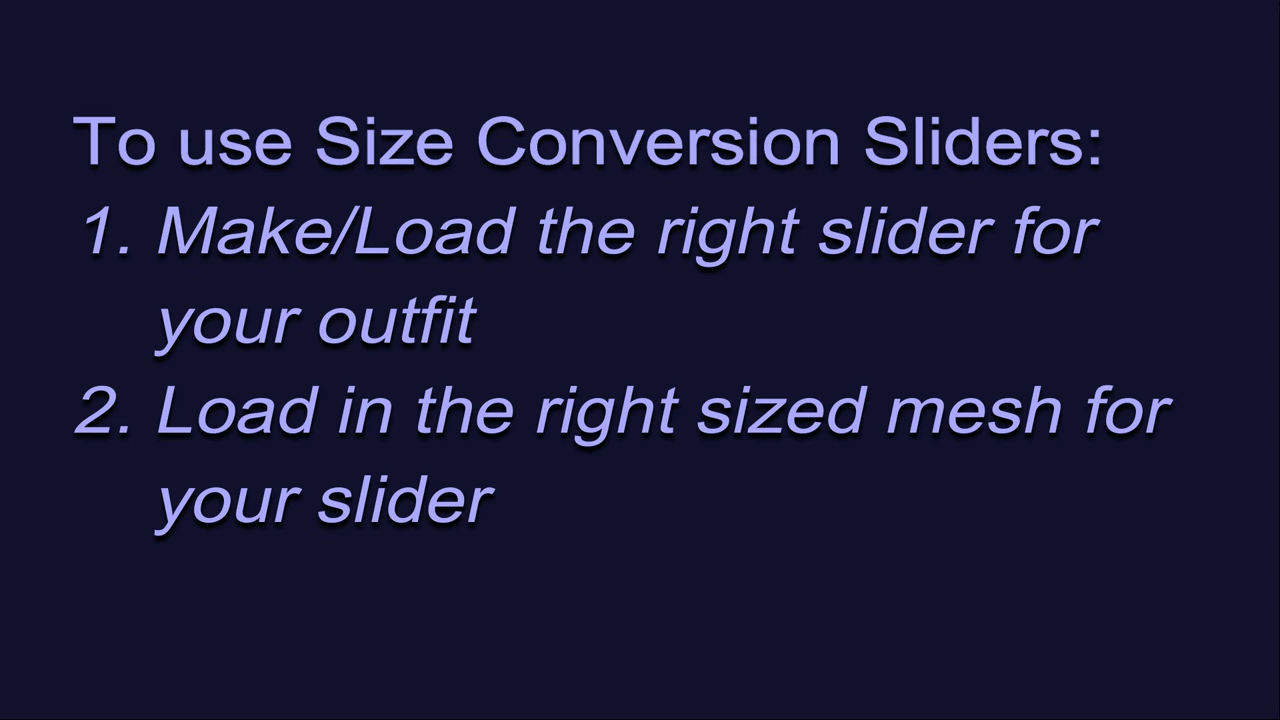 To use Size Conversion Sliders:
1. Make/Load the right slider for
your outfit
2. Load in the right sized mesh for
your slider